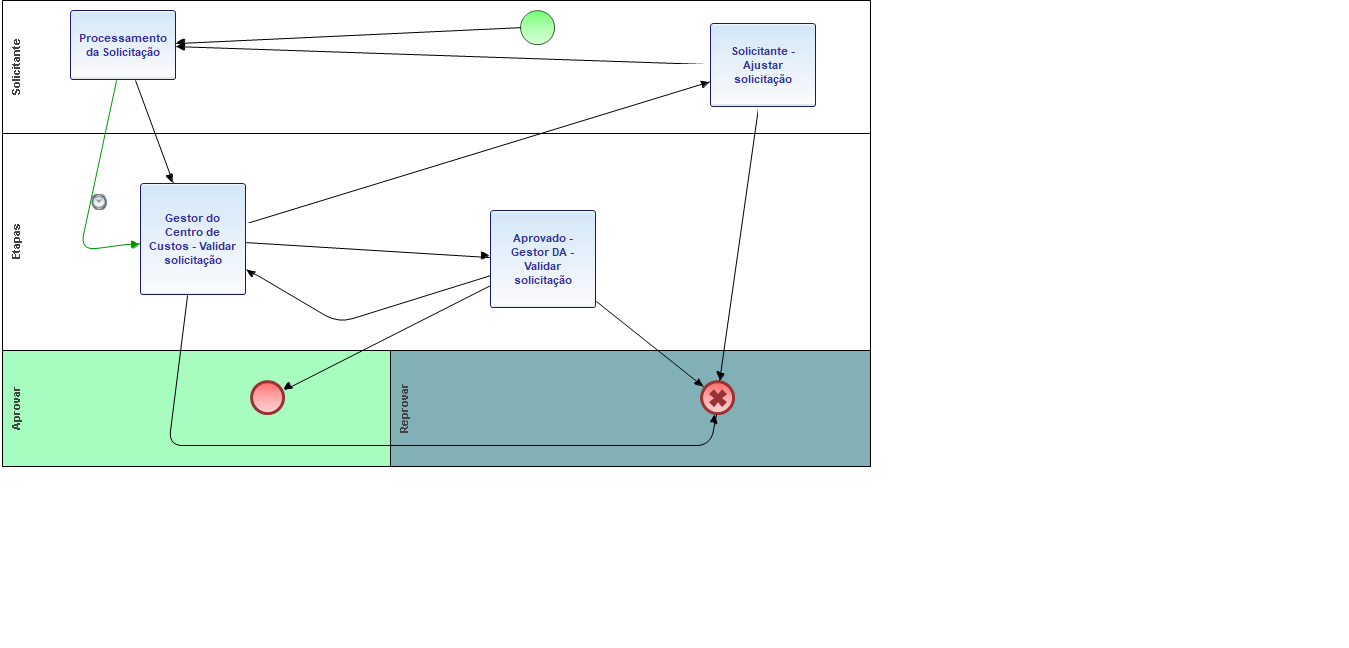 Solicitante
Processamento
da Solicitação
Solicitante -
Ajustar
solicitação
Etapas
Gestor do
Centro de
Custos - Validar
solicitação
Aprovado -
Gestor DA -
Validar
solicitação
Aprovar
Reprovar